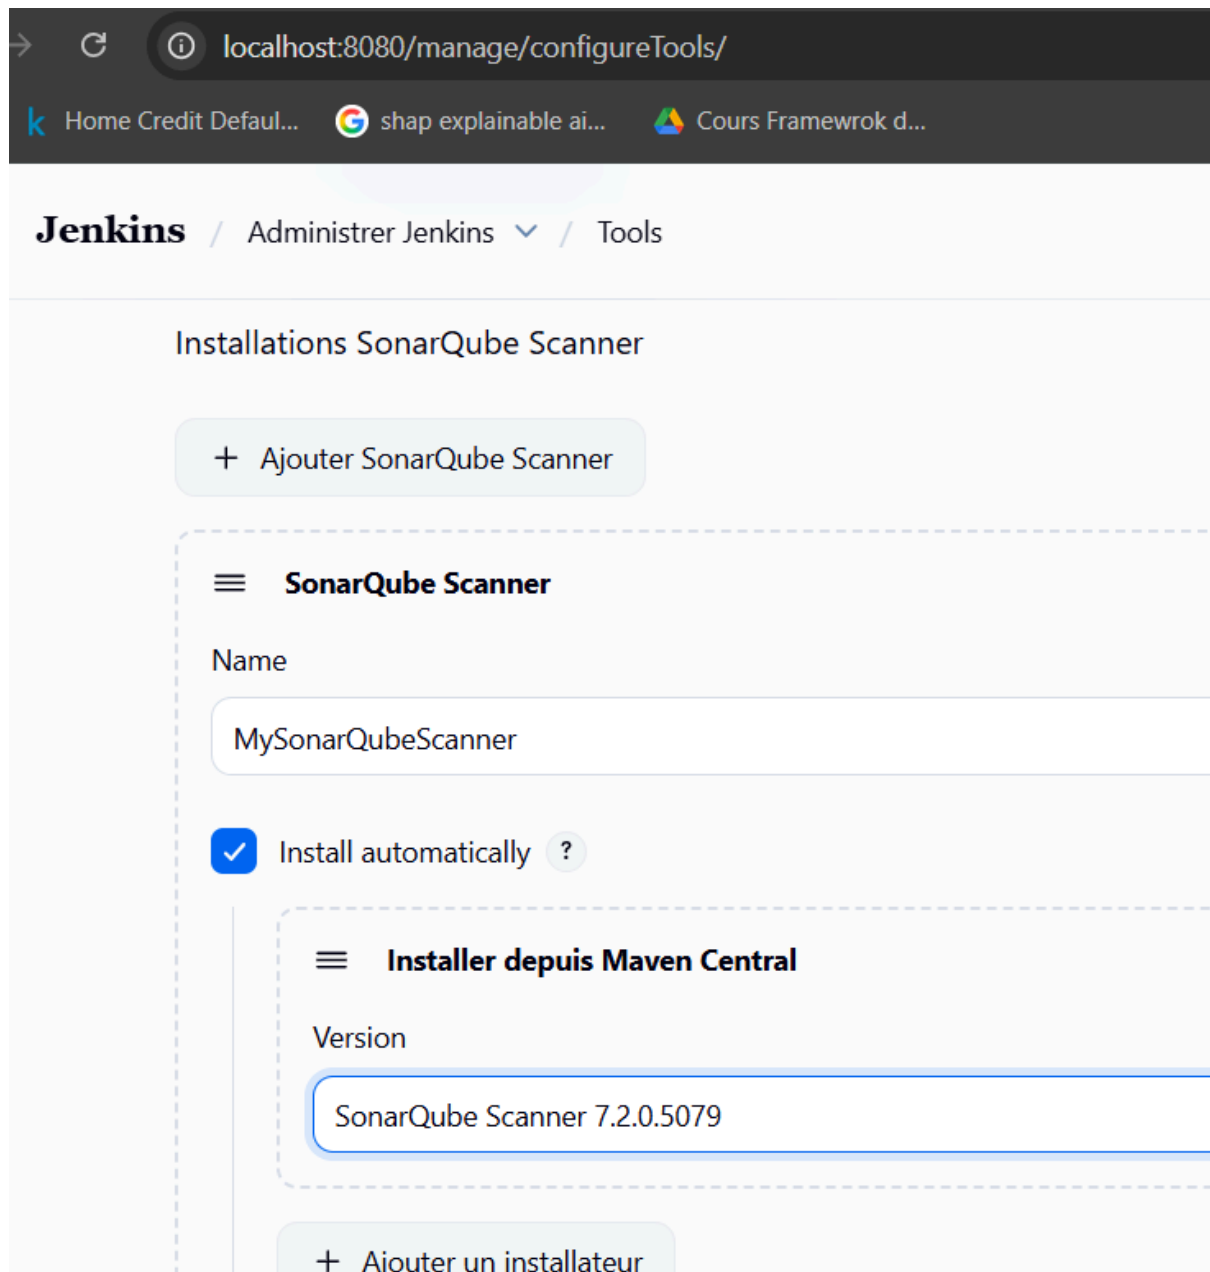 localhost:8080/manage/configureTools/
Home Credit Defaul... shap explainable ai... Cours Framewrok d...
Jenkins / Administrer Jenkins / Tools
Installations SonarQube Scanner
+ Ajouter SonarQube Scanner
SonarQube Scanner
Name
MySonarQubeScanner
Install automatically ?
Installer depuis Maven Central
Version
SonarQube Scanner 7.2.0.5079
+ Ajouter un installateur